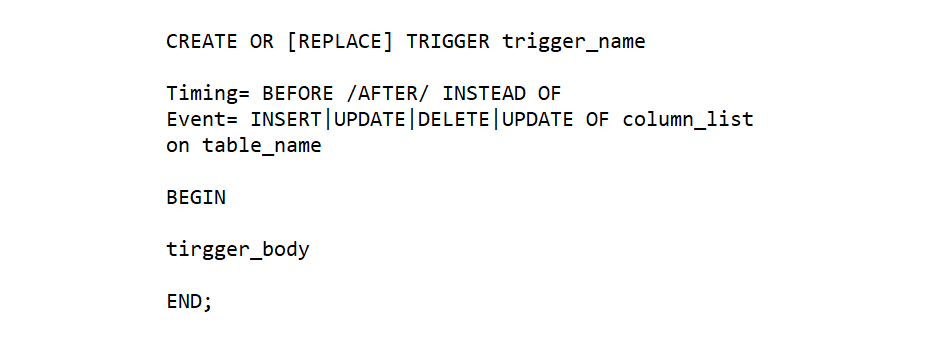 CREATE OR [REPLACE] TRIGGER trigger_name
Timing= BEFORE /AFTER/ INSTEAD OF
Event= INSERT|UPDATE|DELETE|UPDATE OF column_list
on table_name
BEGIN
tirgger_body
END;